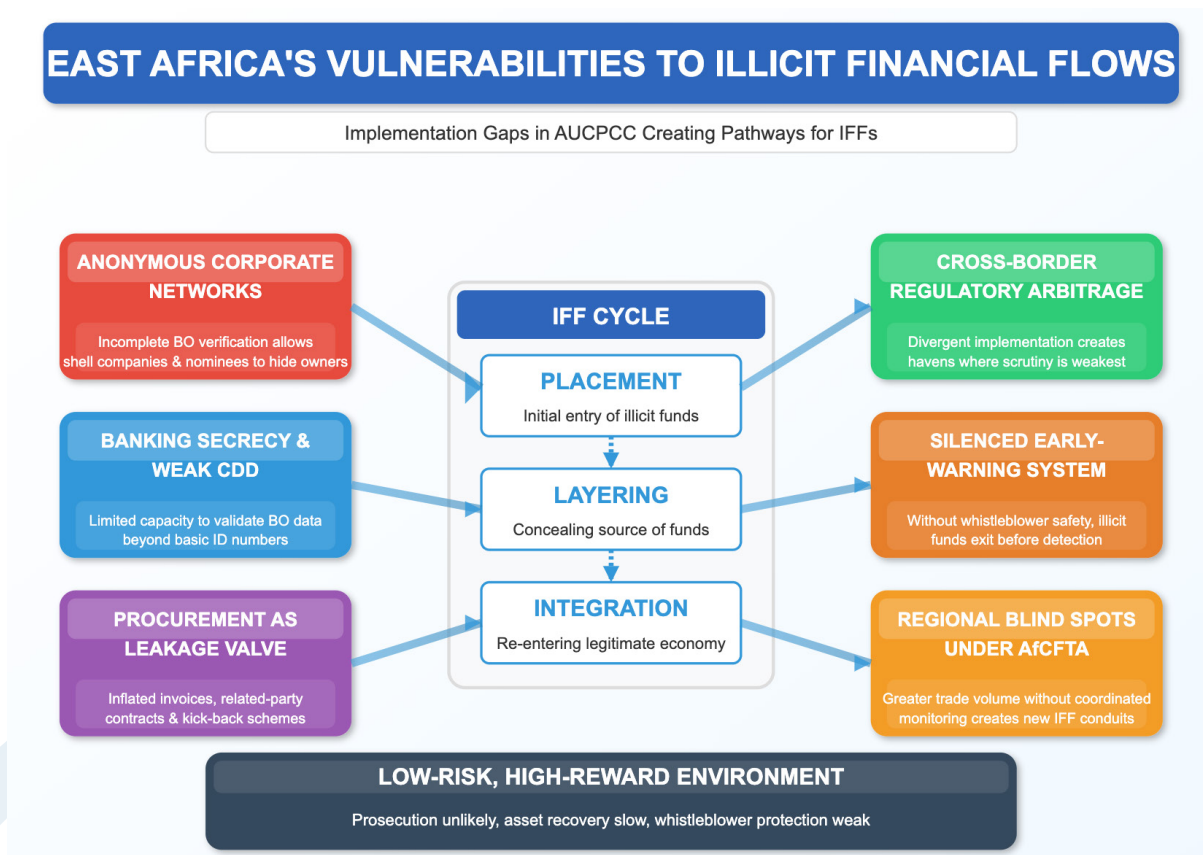 EAST AFRICA'S VULNERABILITIES TO ILLICIT FINANCIAL FLOWS
Implementation Gaps in AUCPCC Creating Pathways for IFFs
ANONYMOUS CORPORATE
NETWORKS
Incomplete BO verification allows
shell companies & nominees to hide owners
BANKING SECRECY &
WEAK CDD
Limited capacity to validate BO data
beyond basic ID numbers
PROCUREMENT AS
LEAKAGE VALVE
Inflated invoices, related-party
contracts & kick-back schemes
IFF CYCLE
PLACEMENT
Initial entry of illicit funds
LAYERING
Concealing source of funds
INTEGRATION
Re-entering legitimate economy
CROSS-BORDER
REGULATORY ARBITRAGE
Divergent implementation creates
havens where scrutiny is weakest
SILENCED EARLY-
WARNING SYSTEM
Without whistleblower safety, illicit
funds exit before detection
REGIONAL BLIND SPOTS
UNDER AfCFTA
Greater trade volume without coordinated
monitoring creates new IFF conduits
LOW-RISK, HIGH-REWARD ENVIRONMENT
Prosecution unlikely, asset recovery slow, whistleblower protection weak